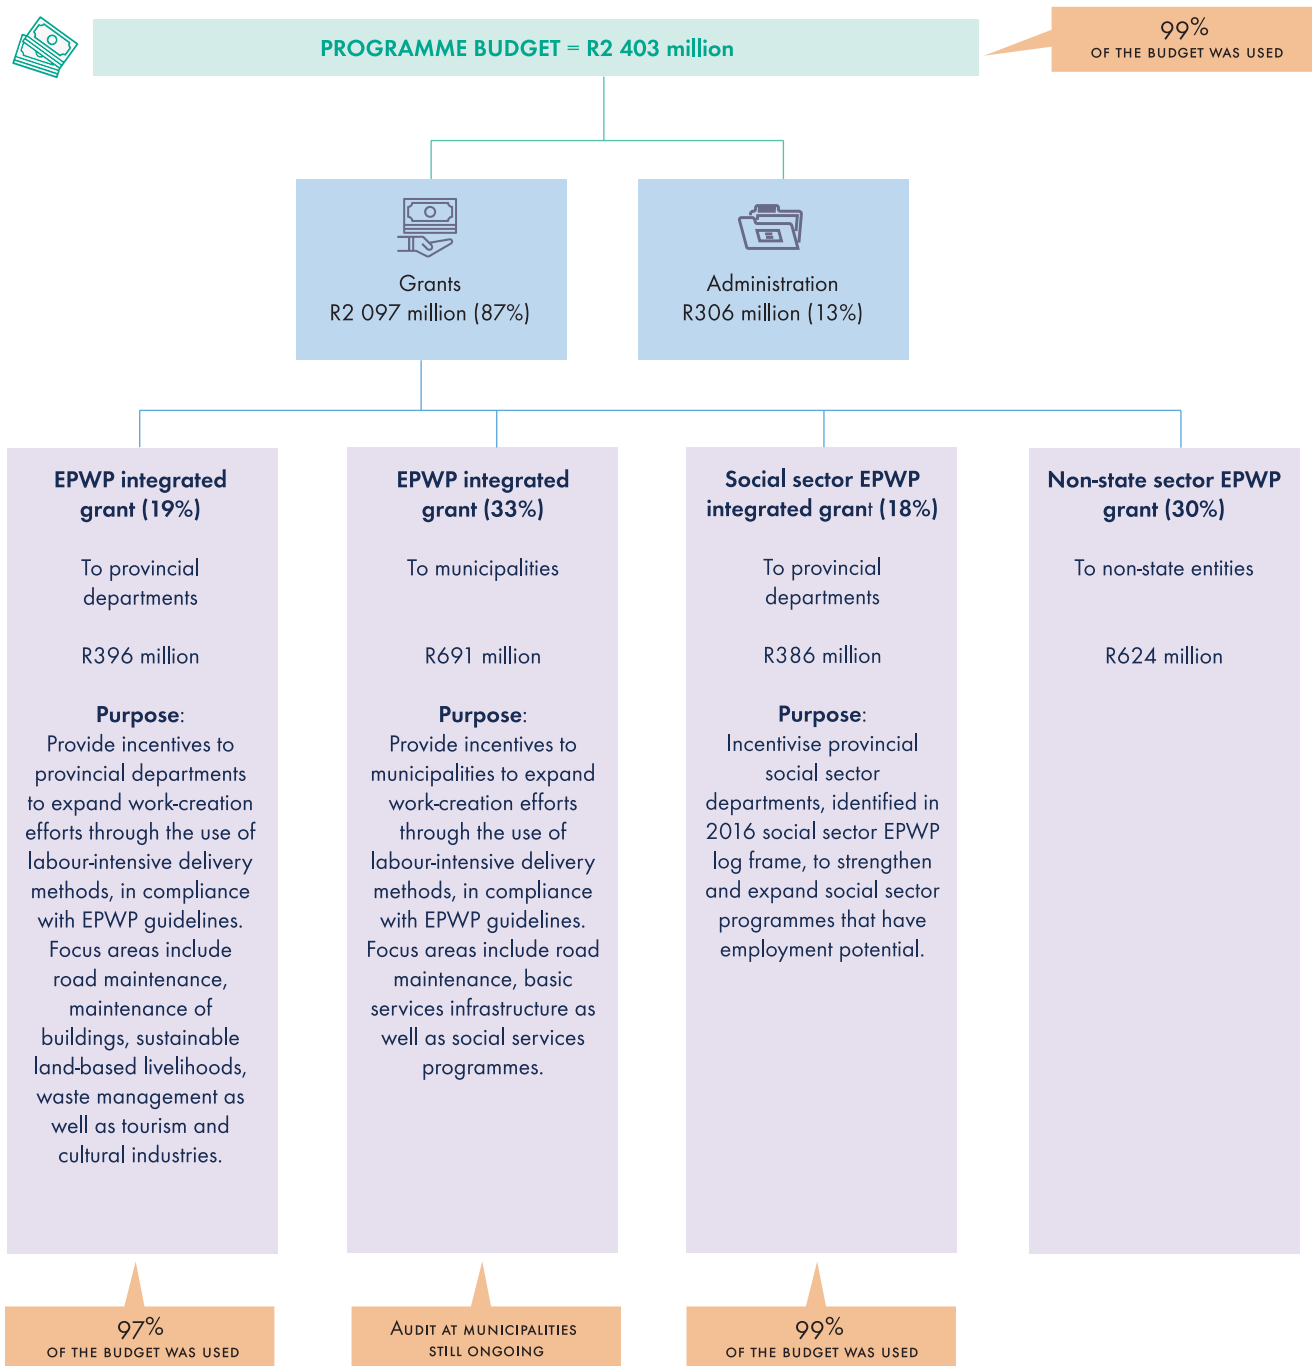 PROGRAMME BUDGET = R2 403 million
99%
OF THE BUDGET WAS USED
Grants
R2 097 million (87%)
Administration
R306 million (13%)
EPWP integrated
grant (19%)
To provincial
departments
R396 million
Purpose:
Provide incentives to
provincial departments
to expand work-creation
efforts through the use of
labour-intensive delivery
methods, in compliance
with EPWP guidelines.
Focus areas include
road maintenance,
maintenance of
buildings, sustainable
land-based livelihoods,
waste management as
well as tourism and
cultural industries.
97%
OF THE BUDGET WAS USED
EPWP integrated
grant (33%)
To municipalities
R691 million
Purpose:
Provide incentives to
municipalities to expand
work-creation efforts
through the use of
labour-intensive delivery
methods, in compliance
with EPWP guidelines.
Focus areas include road
maintenance, basic
services infrastructure as
well as social services
programmes.
AUDIT AT MUNICIPALITIES
STILL ONGOING
Social sector EPWP
integrated grant (18%)
To provincial
departments
R386 million
Purpose:
Incentivise provincial
social sector
departments, identified in
2016 social sector EPWP
log frame, to strengthen
and expand social sector
programmes that have
employment potential.
99%
OF THE BUDGET WAS USED
Non-state sector EPWP
grant (30%)
To non-state entities
R624 million